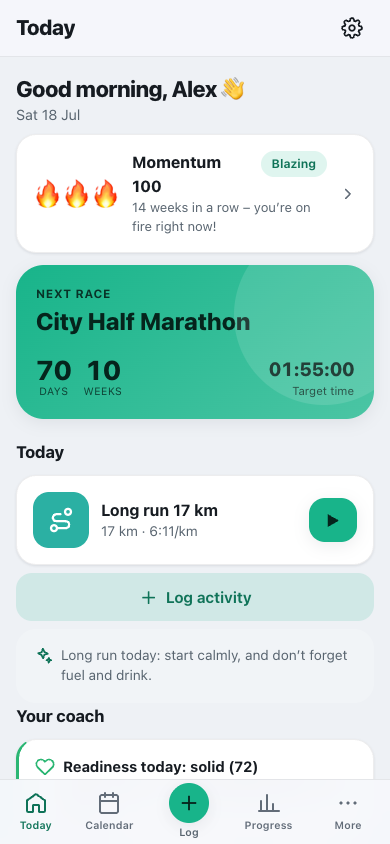 Today
Good morning, Alex👋
Sat 18 Jul
🔥🔥🔥
Momentum
100
Blazing
14 weeks in a row – you’re on
fire right now!
NEXT RACE
City Half Marathon
70 10
DAYS WEEKS
01:55:00
Target time
Today
Long run 17 km
17 km · 6:11/km
Log activity
Long run today: start calmly, and don’t forget
fuel and drink.
Your coach
Readiness today: solid (72)
Today
Calendar
Log
Progress
More